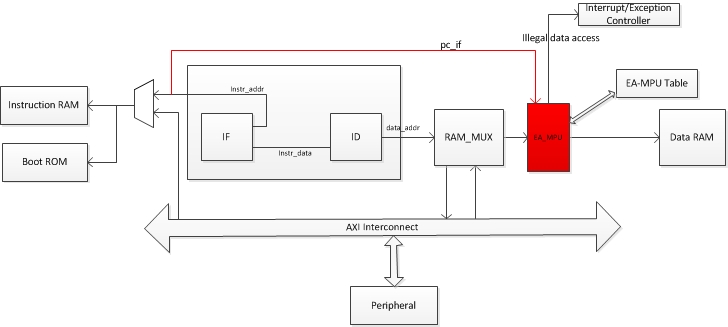 Interrupt/Exception
Controller
Illegal data access
pc_if
EA-MPU Table
Instr_addr
Instruction RAM
IF
ID
data_addr
RAM_MUX
EA_MPU
Data RAM
Instr_data
Boot ROM
AXI Interconnect
Peripheral